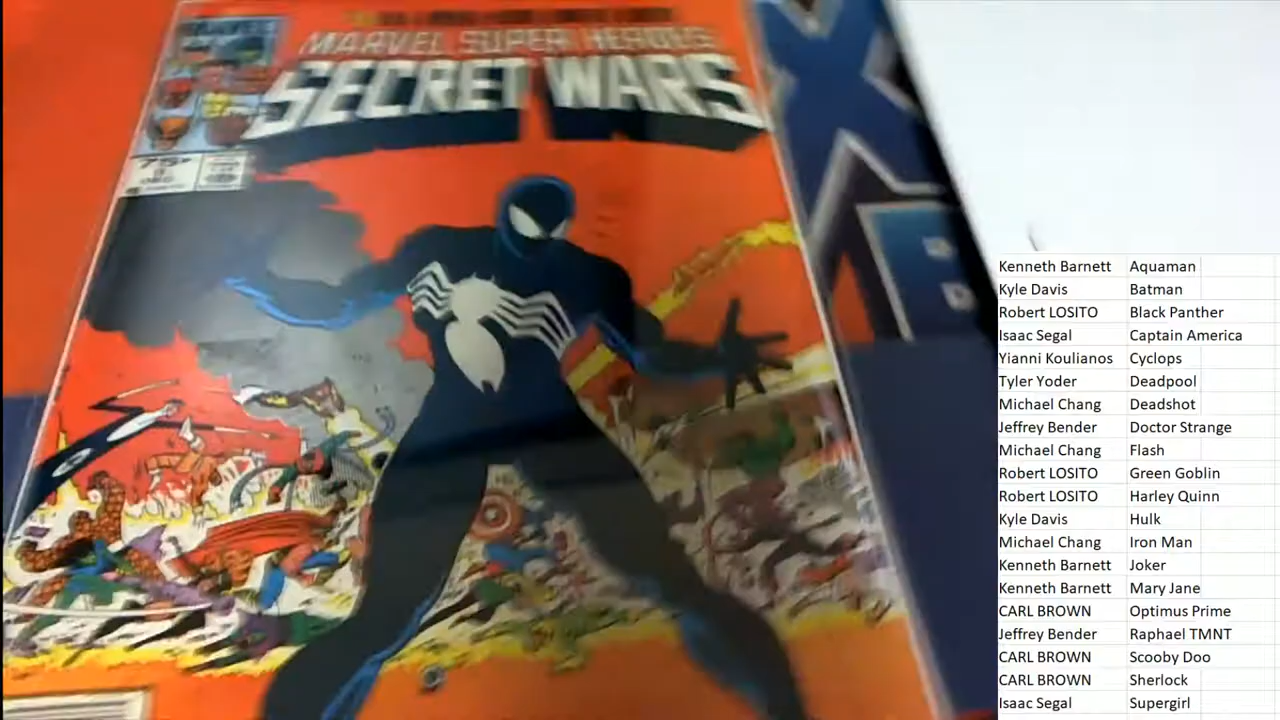 MARVEL SUPER HEROES
SECRET WARS
75¢
8
DEC
Kenneth Barnett Aquaman
Kyle Davis Batman
Robert LOSITO Black Panther
Isaac Segal Captain America
Yianni Koulianos Cyclops
Tyler Yoder Deadpool
Michael Chang Deadshot
Jeffrey Bender Doctor Strange
Michael Chang Flash
Robert LOSITO Green Goblin
Robert LOSITO Harley Quinn
Kyle Davis Hulk
Michael Chang Iron Man
Kenneth Barnett Joker
Kenneth Barnett Mary Jane
CARL BROWN Optimus Prime
Jeffrey Bender Raphael TMNT
CARL BROWN Scooby Doo
CARL BROWN Sherlock
Isaac Segal Supergirl